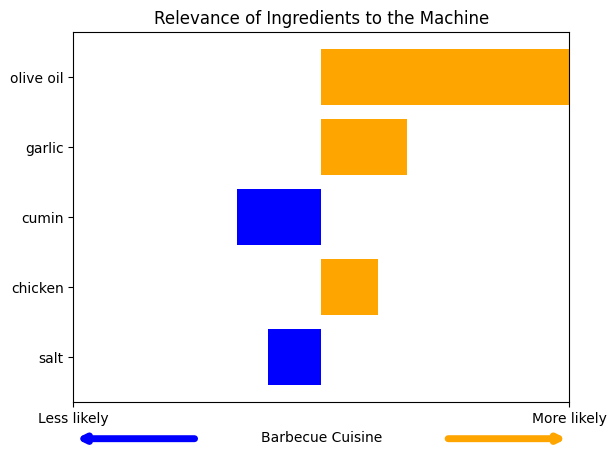 Relevance of Ingredients to the Machine
olive oil
garlic
cumin
chicken
salt
Less likely
More likely
Barbecue Cuisine